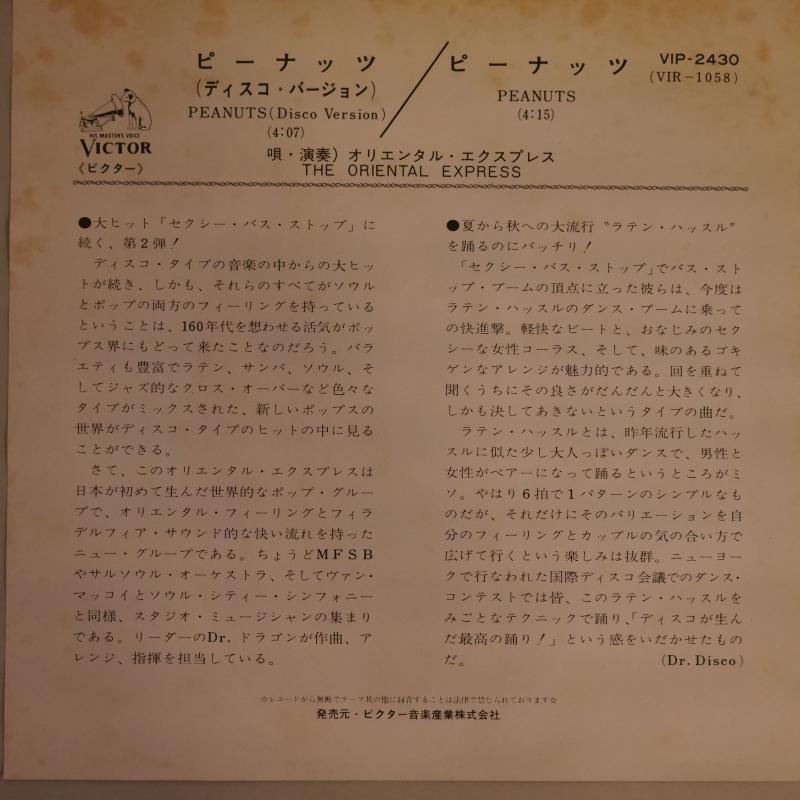 ピーナッツ
(ディスコ・バージョン)
PEANUTS(Disco Version)
(4:07)
ピーナッツ
PEANUTS
(4:15)
VIP-2430
(VIR-1058)
HIS MASTER'S VOICE
VICTOR
《ビクター》
唄・演奏) オリエンタル・エクスプレス
THE ORIENTAL EXPRESS
●大ヒット「セクシー・バス・ストップ」に
続く、第2弾!
ディスコ・タイプの音楽の中からの大ヒッ
トが続き、しかも、それらのすべてがソウル
とポップの両方のフィーリングを持っている
ということは、160年代を想わせる活気がポッ
プス界にもどって来たことなのだろう。バラ
エティも豊富でラテン、サンバ、ソウル、そ
してジャズ的なクロス・オーバーなど色々な
タイプがミックスされた、新しいポップスの
世界がディスコ・タイプのヒットの中に見る
ことができる。
さて、このオリエンタル・エクスプレスは
日本が初めて生んだ世界的なポップ・グルー
プで、オリエンタル・フィーリングとフィラ
デルフィア・サウンド的な快い流れを持った
ニュー・グループである。ちょうどMFSB
やサルソウル・オーケストラ、そしてヴァン・
マッコイとソウル・シティー・シンフォニー
と同様、スタジオ・ミュージシャンの集まり
である。リーダーのDr. ドラゴンが作曲、ア
レンジ、指揮を担当している。
●夏から秋への大流行〝ラテン・ハッスル〟
を踊るのにバッチリ!
「セクシー・バス・ストップ」でバス・スト
ップ・ブームの頂点に立った彼らは、今度は
ラテン・ハッスルのダンス・ブームに乗って
の快進撃。軽快なビートと、おなじみのセク
シーな女性コーラス、そして、味のあるゴキ
ゲンなアレンジが魅力的である。回を重ねて
聞くうちにその良さがだんだんと大きくなり、
しかも決してあきないというタイプの曲だ。
ラテン・ハッスルとは、昨年流行したハッ
スルに似た少し大人っぽいダンスで、男性と
女性がペアーになって踊るというところがミ
ソ。やはり6拍で1パターンのシンプルなも
のだが、それだけにそのバリエーションを自
分のフィーリングとカップルの気の合い方で
広げて行くという楽しみは抜群。ニューヨー
クで行なわれた国際ディスコ会議でのダンス・
コンテストでは皆、このラテン・ハッスルを
みごとなテクニックで踊り、「ディスコが生ん
だ最高の踊り!」という感をいだかせたもの
だ。 (Dr. Disco)
☆レコードから無断でテープ其の他に録音することは法律で禁じられております☆
発売元・ビクター音楽産業株式会社